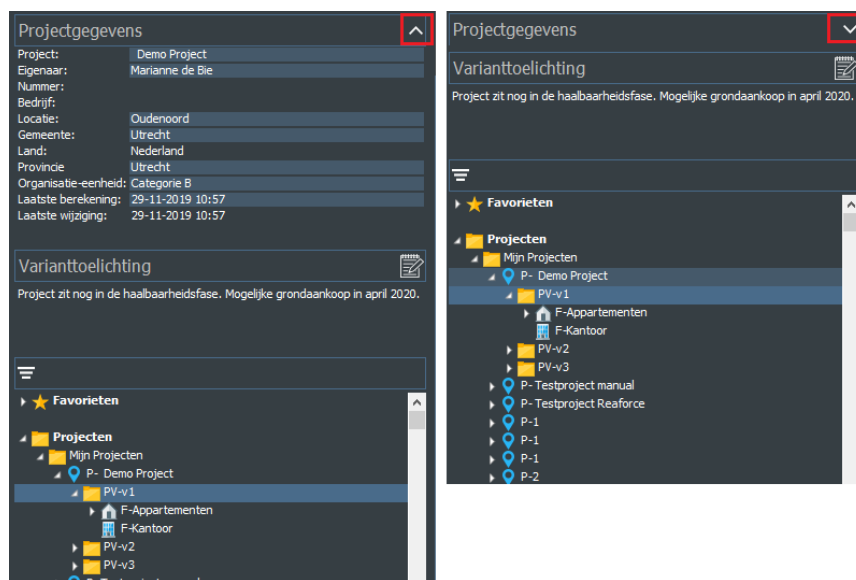 Projectgegevens
Project: Demo Project
Eigenaar: Marianne de Bie
Nummer:
Bedrijf:
Locatie: Oudenoord
Gemeente: Utrecht
Land: Nederland
Provincie Utrecht
Organisatie-eenheid: Categorie B
Laatste berekening: 29-11-2019 10:57
Laatste wijziging: 29-11-2019 10:57
Varianttoelichting
Project zit nog in de haalbaarheidsfase. Mogelijke grondaankoop in april 2020.
Favorieten
Projecten
Mijn Projecten
P- Demo Project
PV-v1
F-Appartementen
F-Kantoor
PV-v2
PV-v3
Projectgegevens
Varianttoelichting
Project zit nog in de haalbaarheidsfase. Mogelijke grondaankoop in april 2020.
Favorieten
Projecten
Mijn Projecten
P- Demo Project
PV-v1
F-Appartementen
F-Kantoor
PV-v2
PV-v3
P- Testproject manual
P- Testproject Reaforce
P-1
P-1
P-1
P-2